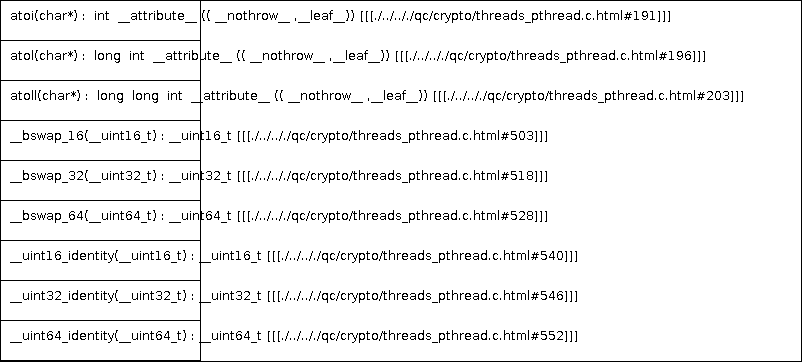 atoi(char*) : int __attribute__ (( __nothrow__ ,__leaf__)) [[[./../.././qc/crypto/threads_pthread.c.html#191]]]
atol(char*) : long int __attribute__ (( __nothrow__ ,__leaf__)) [[[./../.././qc/crypto/threads_pthread.c.html#196]]]
atoll(char*) : long long int __attribute__ (( __nothrow__ ,__leaf__)) [[[./../.././qc/crypto/threads_pthread.c.html#203]]]
__bswap_16(__uint16_t) : __uint16_t [[[./../.././qc/crypto/threads_pthread.c.html#503]]]
__bswap_32(__uint32_t) : __uint32_t [[[./../.././qc/crypto/threads_pthread.c.html#518]]]
__bswap_64(__uint64_t) : __uint64_t [[[./../.././qc/crypto/threads_pthread.c.html#528]]]
__uint16_identity(__uint16_t) : __uint16_t [[[./../.././qc/crypto/threads_pthread.c.html#540]]]
__uint32_identity(__uint32_t) : __uint32_t [[[./../.././qc/crypto/threads_pthread.c.html#546]]]
__uint64_identity(__uint64_t) : __uint64_t [[[./../.././qc/crypto/threads_pthread.c.html#552]]]